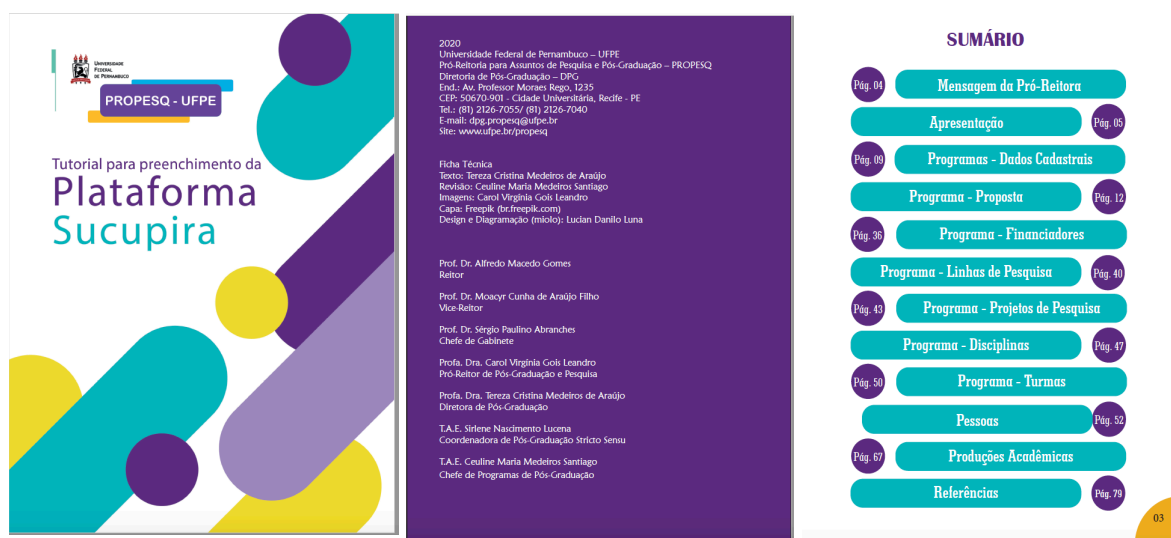 UNIVERSIDADE
FEDERAL
DE PERNAMBUCO
PROPESQ - UFPE
Tutorial para preenchimento da
Plataforma
Sucupira
2020
Universidade Federal de Pernambuco – UFPE
Pró-Reitoria para Assuntos de Pesquisa e Pós-Graduação – PROPESQ
Diretoria de Pós-Graduação – DPG
End.: Av. Professor Moraes Rego, 1235
CEP: 50670-901 - Cidade Universitária, Recife - PE
Tel.: (81) 2126-7055/ (81) 2126-7040
E-mail: dpg.propesq@ufpe.br
Site: www.ufpe.br/propesq
Ficha Técnica
Texto: Tereza Cristina Medeiros de Araújo
Revisão: Ceuline Maria Medeiros Santiago
Imagens: Carol Virgínia Gois Leandro
Capa: Freepik (br.freepik.com)
Design e Diagramação (miolo): Lucian Danilo Luna
Prof. Dr. Alfredo Macedo Gomes
Reitor
Prof. Dr. Moacyr Cunha de Araújo Filho
Vice-Reitor
Prof. Dr. Sérgio Paulino Abranches
Chefe de Gabinete
Profa. Dra. Carol Virgínia Gois Leandro
Pró-Reitor de Pós-Graduação e Pesquisa
Profa. Dra. Tereza Cristina Medeiros de Araújo
Diretora de Pós-Graduação
T.A.E. Sirlene Nascimento Lucena
Coordenadora de Pós-Graduação Stricto Sensu
T.A.E. Ceuline Maria Medeiros Santiago
Chefe de Programas de Pós-Graduação
SUMÁRIO
Pág. 04 Mensagem da Pró-Reitora
Apresentação Pág. 05
Pág. 09 Programas - Dados Cadastrais
Programa - Proposta Pág. 12
Pág. 36 Programa - Financiadores
Programa - Linhas de Pesquisa Pág. 40
Pág. 43 Programa - Projetos de Pesquisa
Programa - Disciplinas Pág. 47
Pág. 50 Programa - Turmas
Pessoas Pág. 52
Pág. 67 Produções Acadêmicas
Referências Pág. 79
03